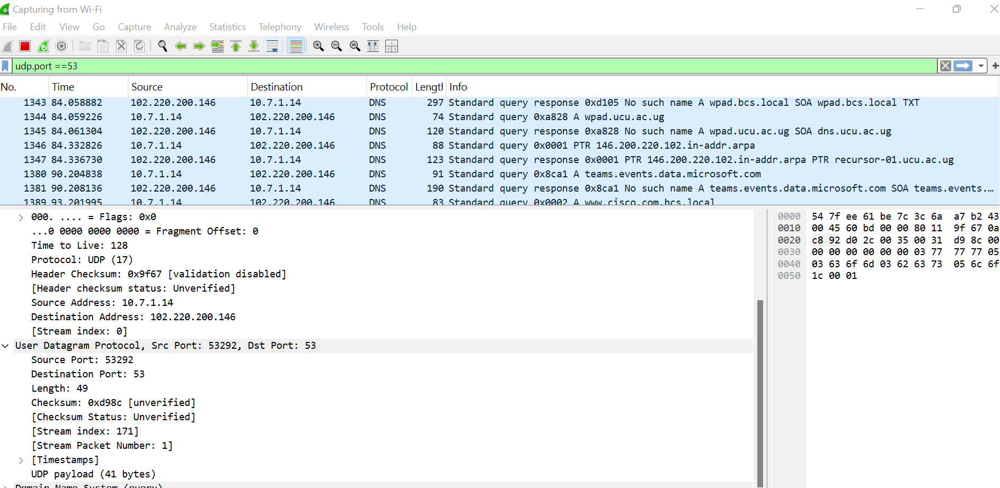 Capturing from Wi-Fi
File Edit View Go Capture Analyze Statistics Telephony Wireless Tools Help
udp.port ==53
No. Time Source Destination Protocol Length Info
1343 84.058882 102.220.200.146 10.7.1.14 DNS 297 Standard query response 0xd105 No such name A wpad.bcs.local SOA wpad.bcs.local TXT
1344 84.059226 10.7.1.14 102.220.200.146 DNS 74 Standard query 0xa828 A wpad.ucu.ac.ug
1345 84.061304 102.220.200.146 10.7.1.14 DNS 120 Standard query response 0xa828 No such name A wpad.ucu.ac.ug SOA dns.ucu.ac.ug
1346 84.332826 10.7.1.14 102.220.200.146 DNS 88 Standard query 0x0001 PTR 146.200.220.102.in-addr.arpa
1347 84.336730 102.220.200.146 10.7.1.14 DNS 123 Standard query response 0x0001 PTR 146.200.220.102.in-addr.arpa PTR recursor-01.ucu.ac.ug
1380 90.204838 10.7.1.14 102.220.200.146 DNS 91 Standard query 0x8ca1 A teams.events.data.microsoft.com
1381 90.208136 102.220.200.146 10.7.1.14 DNS 190 Standard query response 0x8ca1 No such name A teams.events.data.microsoft.com SOA teams.events.…
1389 93.201995 10.7.1.14 102.220.200.146 DNS 83 Standard query 0x0002 A www.cisco.com.bcs.local
000. .... = Flags: 0x0
...0 0000 0000 0000 = Fragment Offset: 0
Time to Live: 128
Protocol: UDP (17)
Header Checksum: 0x9f67 [validation disabled]
[Header checksum status: Unverified]
Source Address: 10.7.1.14
Destination Address: 102.220.200.146
[Stream index: 0]
User Datagram Protocol, Src Port: 53292, Dst Port: 53
Source Port: 53292
Destination Port: 53
Length: 49
Checksum: 0xd98c [unverified]
[Checksum Status: Unverified]
[Stream index: 171]
[Stream Packet Number: 1]
[Timestamps]
UDP payload (41 bytes)
Domain Name System (query)
0000 54 7f ee 61 be 7c 3c 6a a7 b2 43
0010 00 45 60 bd 00 00 80 11 9f 67 0a
0020 c8 92 d0 2c 00 35 00 31 d9 8c 00
0030 00 00 00 00 00 00 03 77 77 77 05
0040 03 63 6f 6d 03 62 63 73 05 6c 6f
0050 1c 00 01